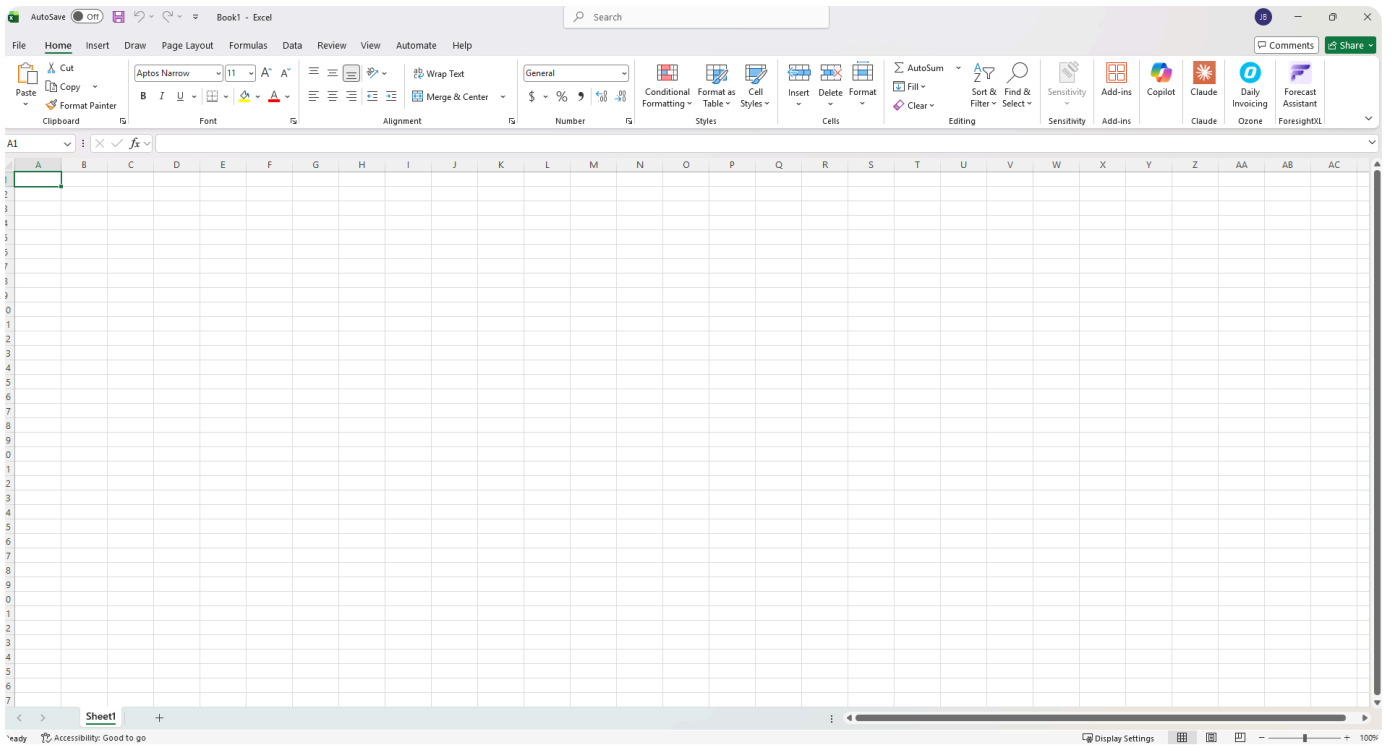 AutoSave Off Book1 - Excel Search JB
File Home Insert Draw Page Layout Formulas Data Review View Automate Help Comments Share
Cut Aptos Narrow 11 A^ Aˇ Wrap Text General AutoSum
Copy Fill
Paste Format Painter B I U A Merge & Center $ % 9 Conditional Formatting Format as Table Cell Styles Insert Delete Format Clear Sort & Filter Find & Select Sensitivity Add-ins Copilot Claude Daily Invoicing Forecast Assistant
Clipboard Font Alignment Number Styles Cells Editing Sensitivity Add-ins Claude Ozone ForesightXL
A1 fx
A B C D E F G H I J K L M N O P Q R S T U V W X Y Z AA AB AC
Sheet1 +
Accessibility: Good to go Display Settings 100%